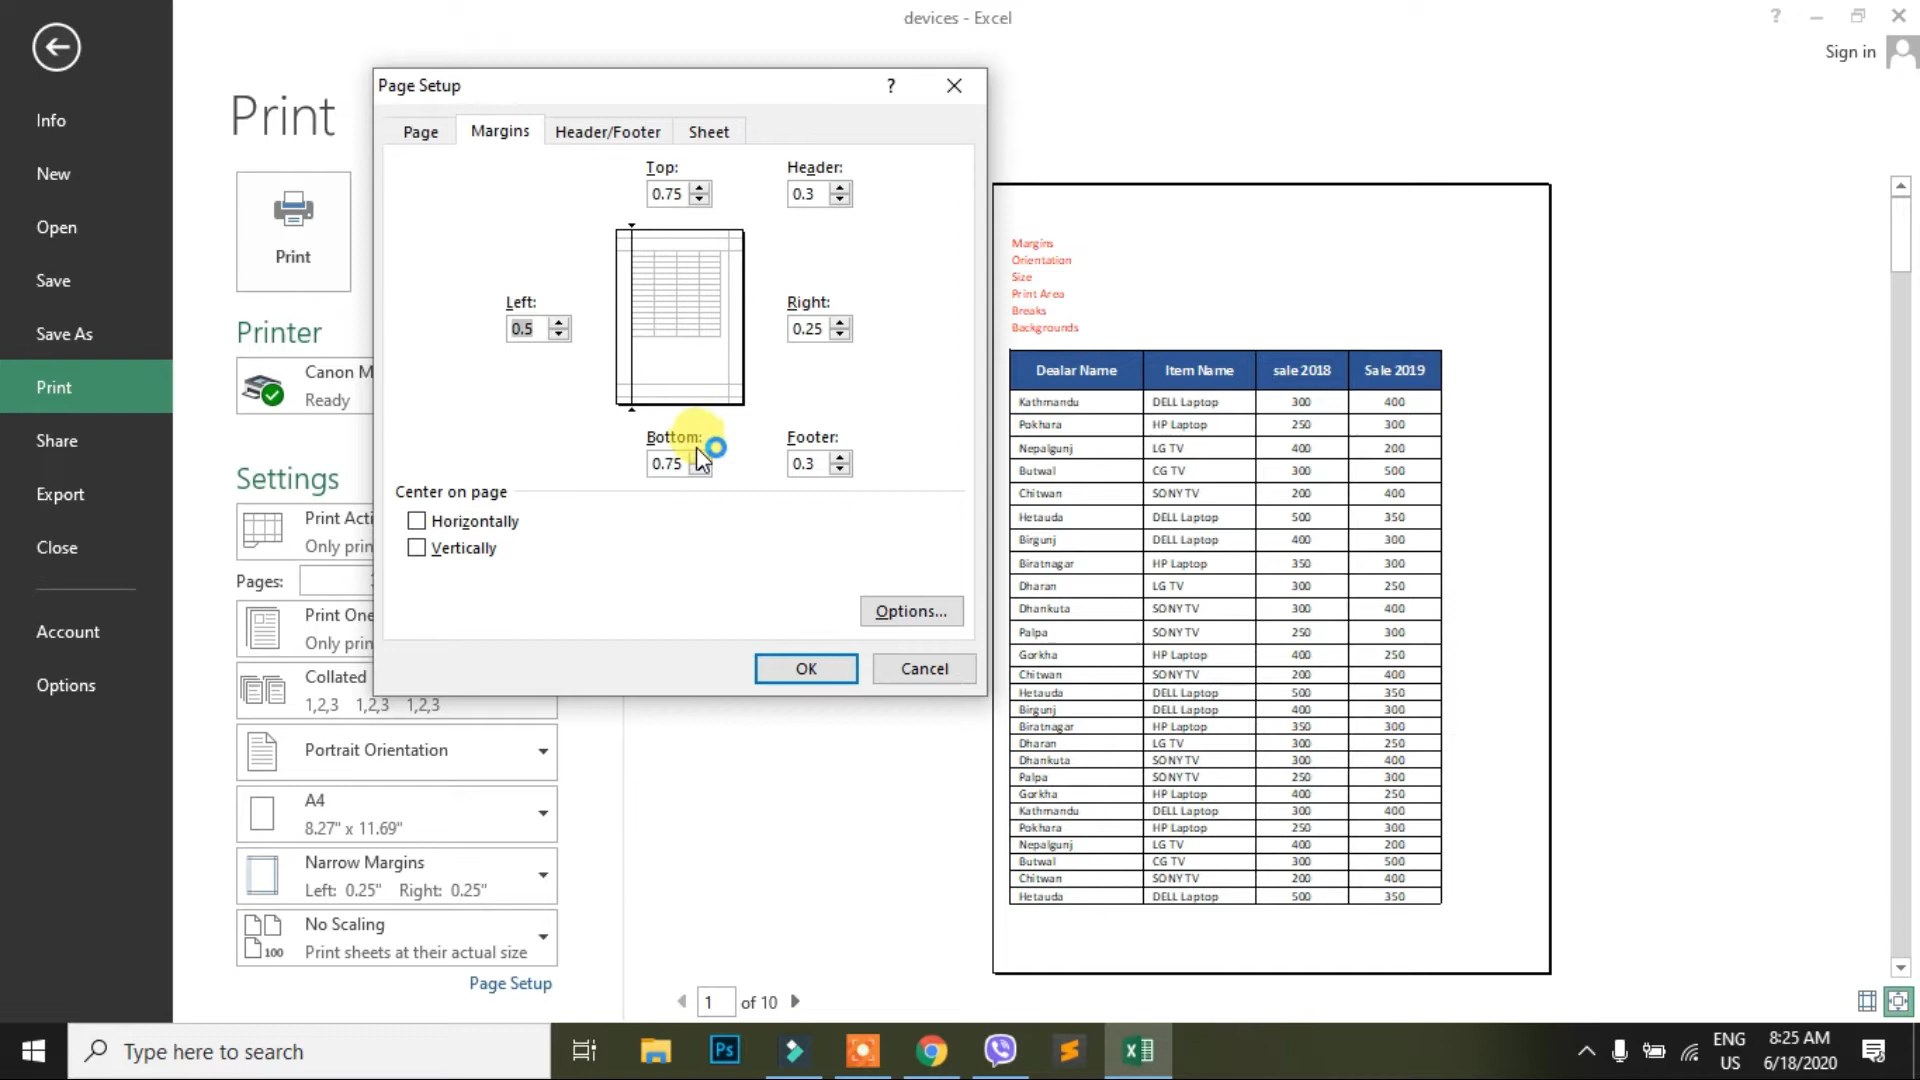 devices - Excel
?
Sign in
Info
New
Open
Save
Save As
Print
Share
Export
Close
Account
Options
Print
Print
Printer
Canon M
Ready
Settings
Print Acti
Only prin
Pages:
Print One
Only prin
Collated
1,2,3 1,2,3 1,2,3
Portrait Orientation
A4
8.27" x 11.69"
Narrow Margins
Left: 0.25" Right: 0.25"
No Scaling
100 Print sheets at their actual size
Page Setup
Page Setup ?
Page Margins Header/Footer Sheet
Top: Header:
0.75 0.3
Left: Right:
0.5 0.25
Bottom: Footer:
0.75 0.3
Center on page
Horizontally
Vertically
Options...
OK Cancel
Margins
Orientation
Size
Print Area
Breaks
Backgrounds
Dealar Name Item Name sale 2018 Sale 2019
Kathmandu DELL Laptop 300 400
Pokhara HP Laptop 250 300
Nepalgunj LG TV 400 200
Butwal CG TV 300 500
Chitwan SONY TV 200 400
Hetauda DELL Laptop 500 350
Birgunj DELL Laptop 400 300
Biratnagar HP Laptop 350 300
Dharan LG TV 300 250
Dhankuta SONY TV 300 400
Palpa SONY TV 250 300
Gorkha HP Laptop 400 250
Chitwan SONY TV 200 400
Hetauda DELL Laptop 500 350
Birgunj DELL Laptop 400 300
Biratnagar HP Laptop 350 300
Dharan LG TV 300 250
Dhankuta SONY TV 300 400
Palpa SONY TV 250 300
Gorkha HP Laptop 400 250
Kathmandu DELL Laptop 300 400
Pokhara HP Laptop 250 300
Nepalgunj LG TV 400 200
Butwal CG TV 300 500
Chitwan SONY TV 200 400
Hetauda DELL Laptop 500 350
1 of 10
Type here to search
Ps
ENG
US
8:25 AM
6/18/2020